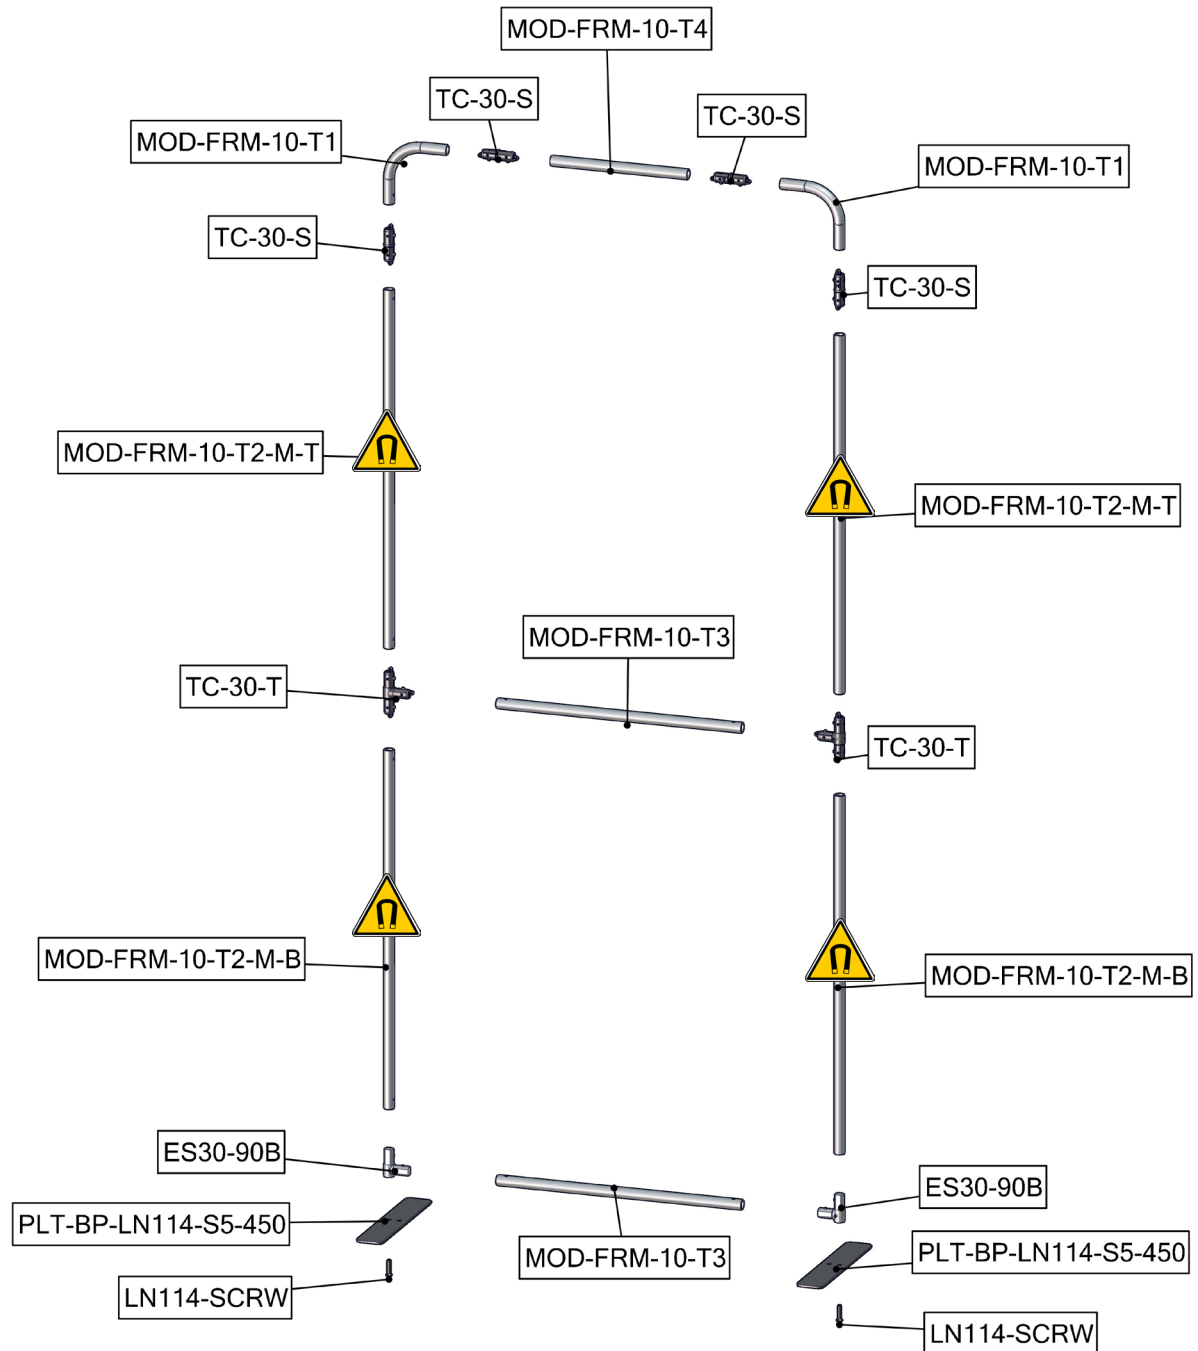 MOD-FRM-10-T4
TC-30-S
TC-30-S
MOD-FRM-10-T1
MOD-FRM-10-T1
TC-30-S
TC-30-S
MOD-FRM-10-T2-M-T
MOD-FRM-10-T2-M-T
MOD-FRM-10-T3
TC-30-T
TC-30-T
MOD-FRM-10-T2-M-B
MOD-FRM-10-T2-M-B
ES30-90B
ES30-90B
PLT-BP-LN114-S5-450
PLT-BP-LN114-S5-450
MOD-FRM-10-T3
LN114-SCRW
LN114-SCRW